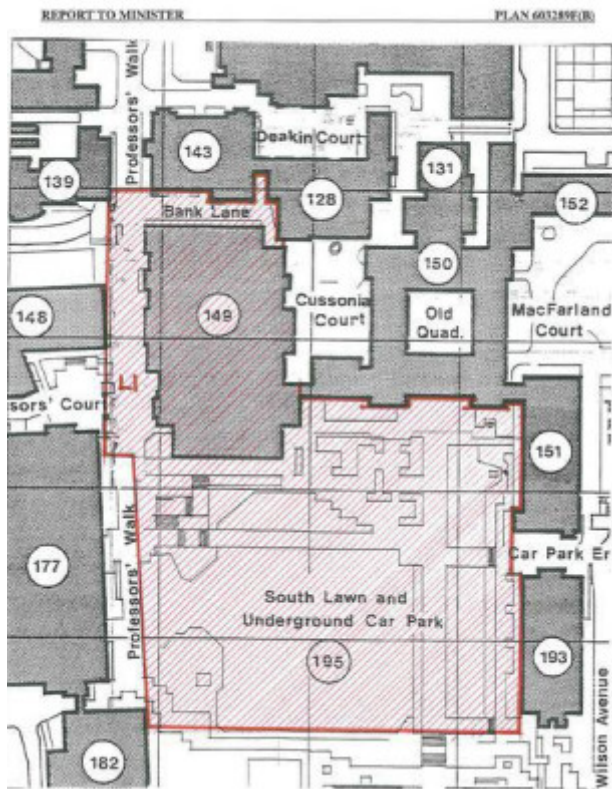 REPORT TO MINISTER
PLAN 603289F(B)
Professors' Walk
Deakin Court
143
131
139
128
152
Bank Lane
150
Cussonia
Court
Old
Quad.
MacFarland
Court
149
148
sors' Court
151
177
Professors' Walk
Car Park Er
South Lawn and
Underground Car Park
195
193
Wilson Avenue
182